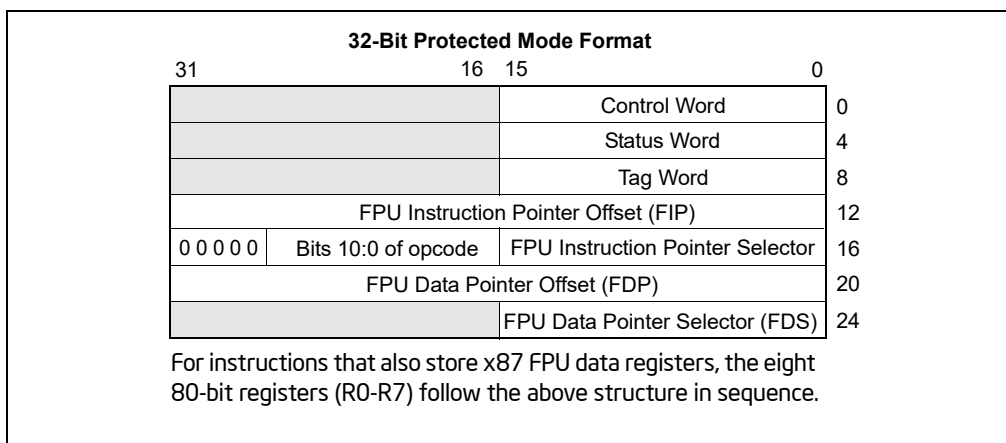 32-Bit Protected Mode Format
31 16 15 0
Control Word 0
Status Word 4
Tag Word 8
FPU Instruction Pointer Offset (FIP) 12
0 0 0 0 0 Bits 10:0 of opcode FPU Instruction Pointer Selector 16
FPU Data Pointer Offset (FDP) 20
FPU Data Pointer Selector (FDS) 24
For instructions that also store x87 FPU data registers, the eight
80-bit registers (R0-R7) follow the above structure in sequence.